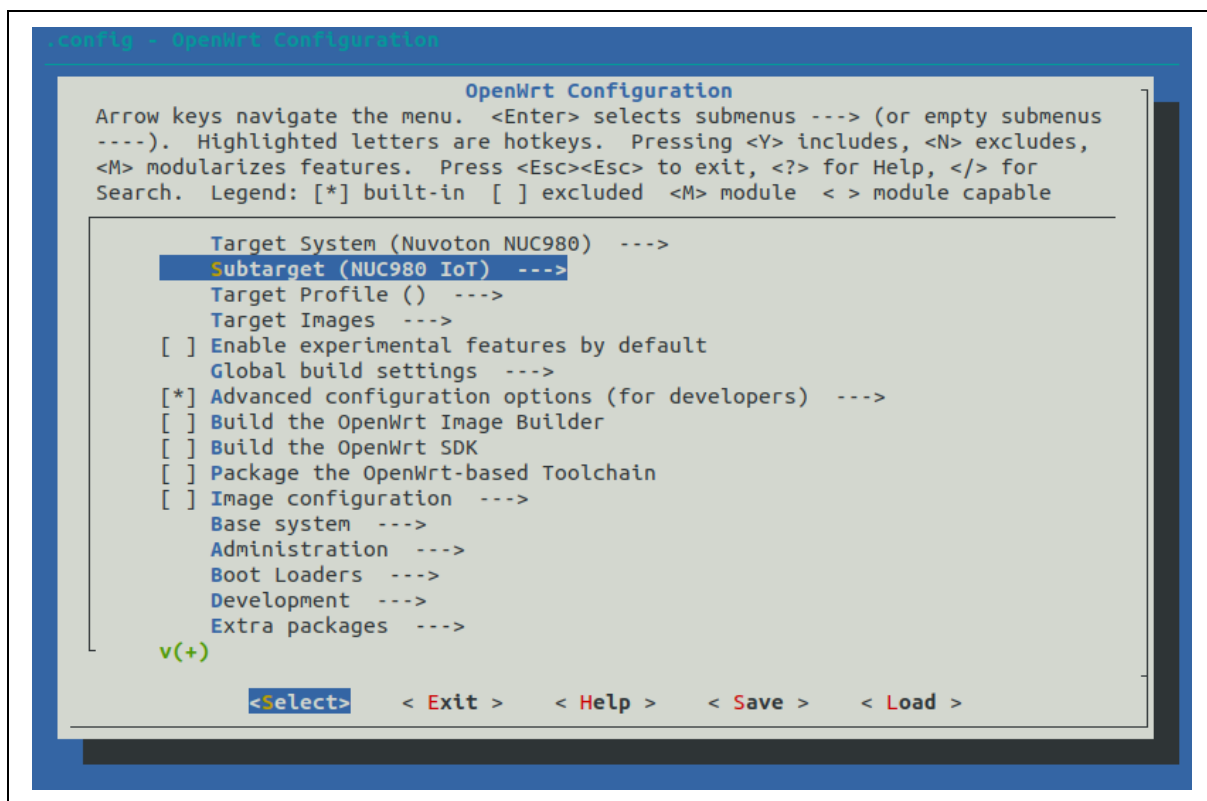 .config - OpenWrt Configuration
OpenWrt Configuration
Arrow keys navigate the menu.  <Enter> selects submenus ---> (or empty submenus
----).  Highlighted letters are hotkeys.  Pressing <Y> includes, <N> excludes,
<M> modularizes features.  Press <Esc><Esc> to exit, <?> for Help, </> for
Search.  Legend: [*] built-in  [ ] excluded  <M> module  < > module capable
Target System (Nuvoton NUC980)  --->
Subtarget (NUC980 IoT)  --->
Target Profile ()  --->
Target Images  --->
[ ] Enable experimental features by default
Global build settings  --->
[*] Advanced configuration options (for developers)  --->
[ ] Build the OpenWrt Image Builder
[ ] Build the OpenWrt SDK
[ ] Package the OpenWrt-based Toolchain
[ ] Image configuration  --->
Base system  --->
Administration  --->
Boot Loaders  --->
Development  --->
Extra packages  --->
v(+)
<Select>    < Exit >    < Help >    < Save >    < Load >